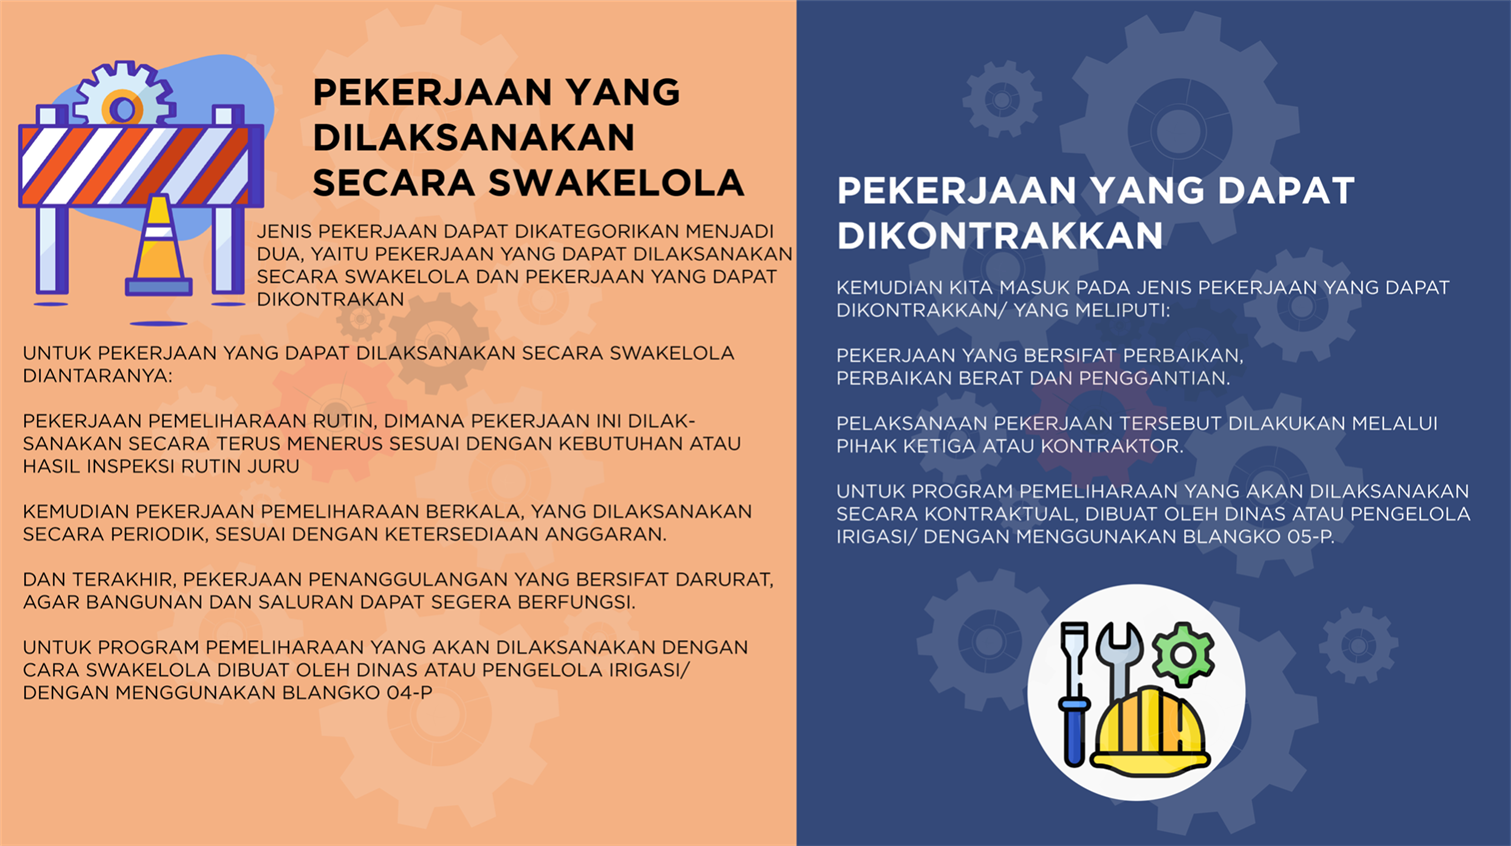 PEKERJAAN YANG
DILAKSANAKAN
SECARA SWAKELOLA
JENIS PEKERJAAN DAPAT DIKATEGORIKAN MENJADI
DUA, YAITU PEKERJAAN YANG DAPAT DILAKSANAKAN
SECARA SWAKELOLA DAN PEKERJAAN YANG DAPAT
DIKONTRAKAN
UNTUK PEKERJAAN YANG DAPAT DILAKSANAKAN SECARA SWAKELOLA
DIANTARANYA:
PEKERJAAN PEMELIHARAAN RUTIN, DIMANA PEKERJAAN INI DILAK-
SANAKAN SECARA TERUS MENERUS SESUAI DENGAN KEBUTUHAN ATAU
HASIL INSPEKSI RUTIN JURU
KEMUDIAN PEKERJAAN PEMELIHARAAN BERKALA, YANG DILAKSANAKAN
SECARA PERIODIK, SESUAI DENGAN KETERSEDIAAN ANGGARAN.
DAN TERAKHIR, PEKERJAAN PENANGGULANGAN YANG BERSIFAT DARURAT,
AGAR BANGUNAN DAN SALURAN DAPAT SEGERA BERFUNGSI.
UNTUK PROGRAM PEMELIHARAAN YANG AKAN DILAKSANAKAN DENGAN
CARA SWAKELOLA DIBUAT OLEH DINAS ATAU PENGELOLA IRIGASI/
DENGAN MENGGUNAKAN BLANGKO 04-P
PEKERJAAN YANG DAPAT
DIKONTRAKKAN
KEMUDIAN KITA MASUK PADA JENIS PEKERJAAN YANG DAPAT
DIKONTRAKKAN/ YANG MELIPUTI:
PEKERJAAN YANG BERSIFAT PERBAIKAN,
PERBAIKAN BERAT DAN PENGGANTIAN.
PELAKSANAAN PEKERJAAN TERSEBUT DILAKUKAN MELALUI
PIHAK KETIGA ATAU KONTRAKTOR.
UNTUK PROGRAM PEMELIHARAAN YANG AKAN DILAKSANAKAN
SECARA KONTRAKTUAL, DIBUAT OLEH DINAS ATAU PENGELOLA
IRIGASI/ DENGAN MENGGUNAKAN BLANGKO 05-P.